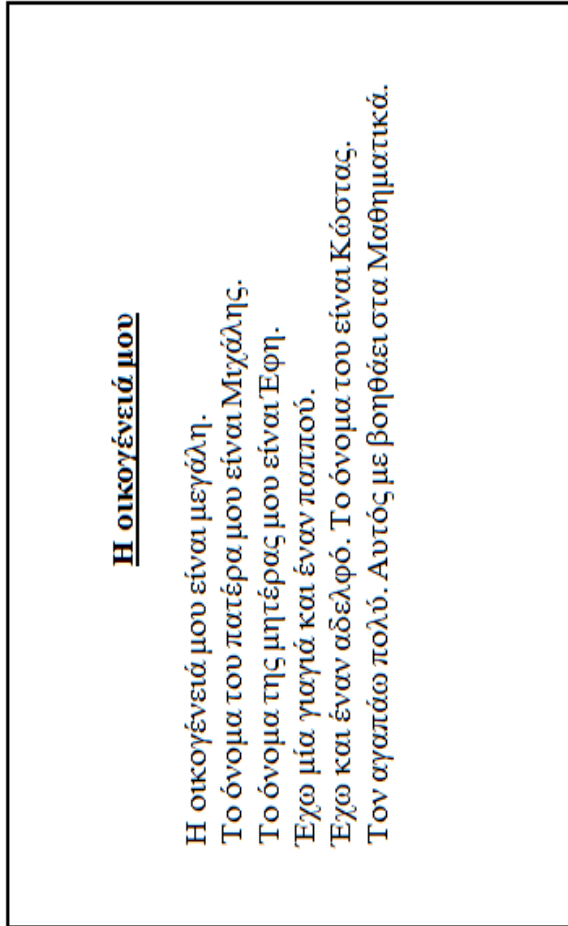 Η οικογένειά μου
Η οικογένειά μου είναι μεγάλη.
Το όνομα του πατέρα μου είναι Μιχάλης.
Το όνομα της μητέρας μου είναι Έφη.
Έχω μία γιαγιά και έναν παππού.
Έχω και έναν αδελφό. Το όνομα του είναι Κώστας.
Τον αγαπάω πολύ. Αυτός με βοηθάει στα Μαθηματικά.